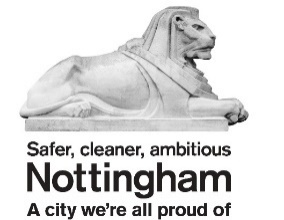 Safer, cleaner, ambitious
Nottingham
A city we're all proud of